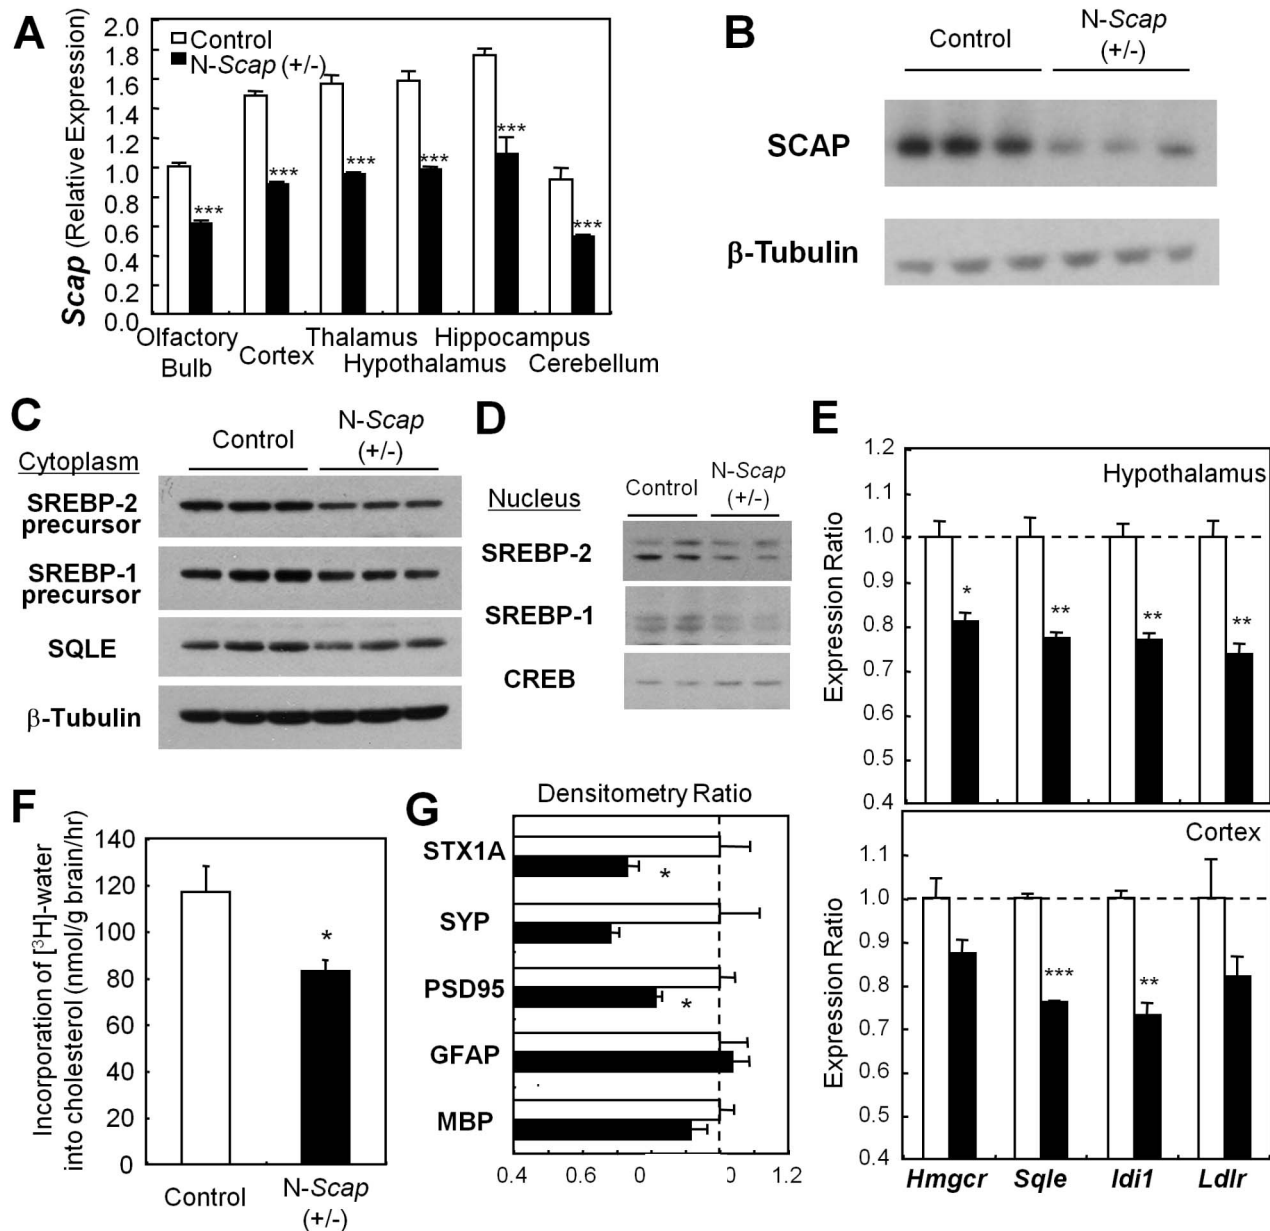 A
Scap (Relative Expression)
2.0
1.8
1.6
1.4
1.2
1.0
0.8
0.6
0.4
0.2
0.0
Control
N-Scap (+/-)
***
***
***
***
***
***
Olfactory
Bulb
Cortex
Thalamus
Hypothalamus
Hippocampus
Cerebellum
B
Control
N-Scap
(+/-)
SCAP
β-Tubulin
C
Control
N-Scap
(+/-)
Cytoplasm
SREBP-2
precursor
SREBP-1
precursor
SQLE
β-Tubulin
D
Control
N-Scap
(+/-)
Nucleus
SREBP-2
SREBP-1
CREB
E
Expression Ratio
1.2
1.1
1.0
0.9
0.8
0.7
0.6
0.5
0.4
Hypothalamus
*
**
**
**
Expression Ratio
1.1
1.0
0.9
0.8
0.7
0.6
0.5
0.4
Cortex
***
**
Hmgcr
Sqle
Idi1
Ldlr
F
Incorporation of [3H]-water
into cholesterol (nmol/g brain/hr)
140
120
100
80
60
40
20
0
*
Control
N-Scap
(+/-)
G
Densitometry Ratio
STX1A
*
SYP
PSD95
*
GFAP
MBP
0.4
0.6
0
0
1.2